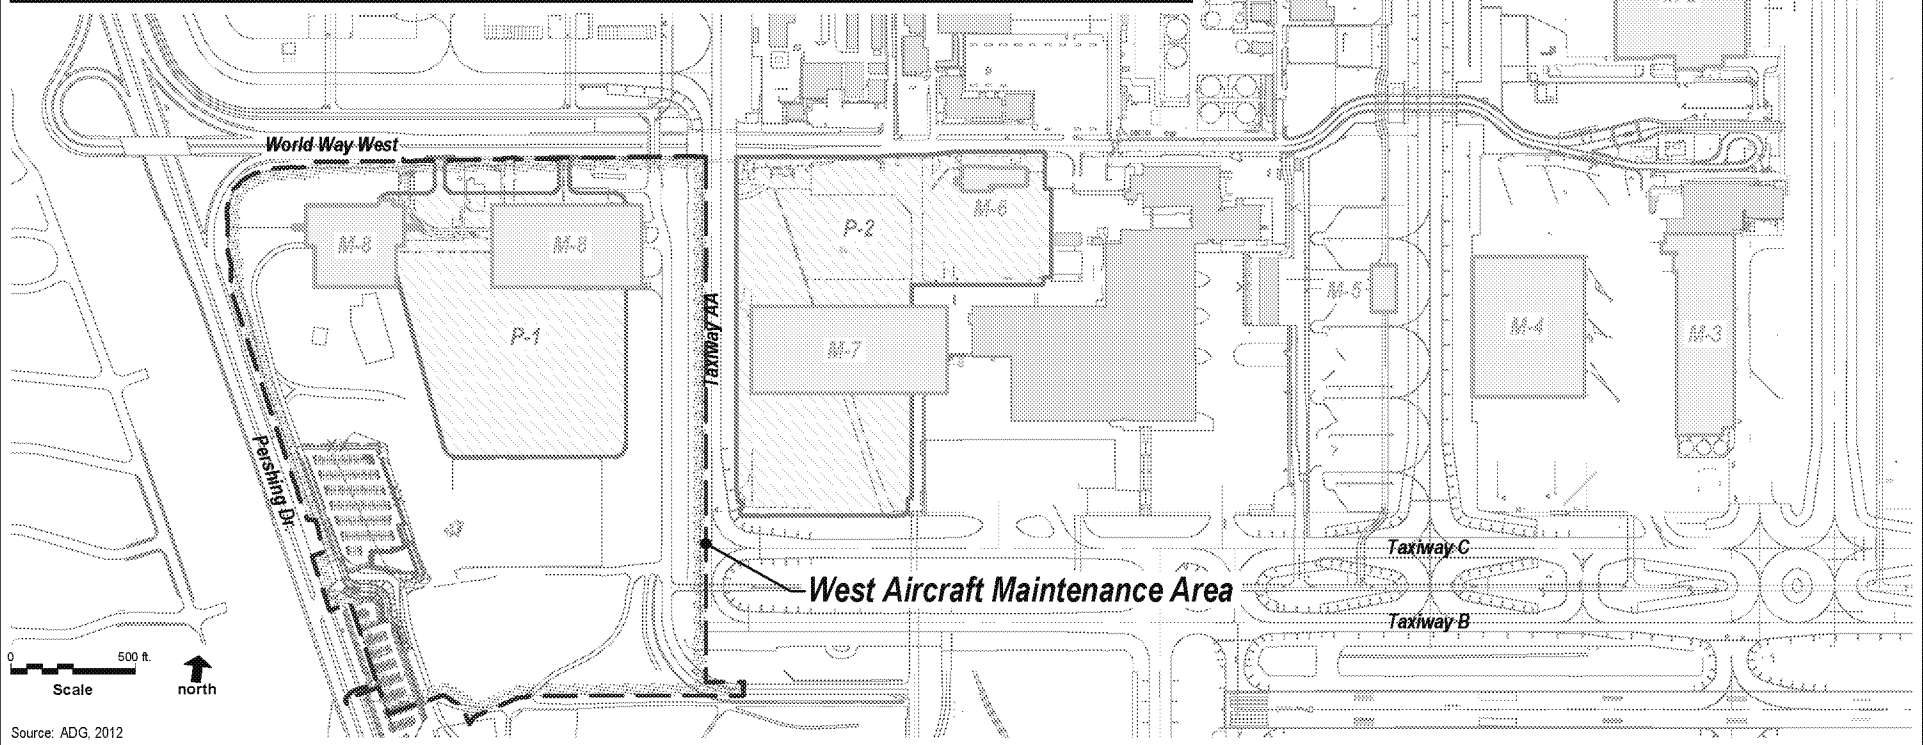 World Way West
M-8
M-8
P-1
P-2
M-6
M-7
M-5
M-4
M-3
Taxiway AA
Pershing Dr
Taxiway C
West Aircraft Maintenance Area
Taxiway B
0 500 ft.
Scale
north
Source: ADG, 2012